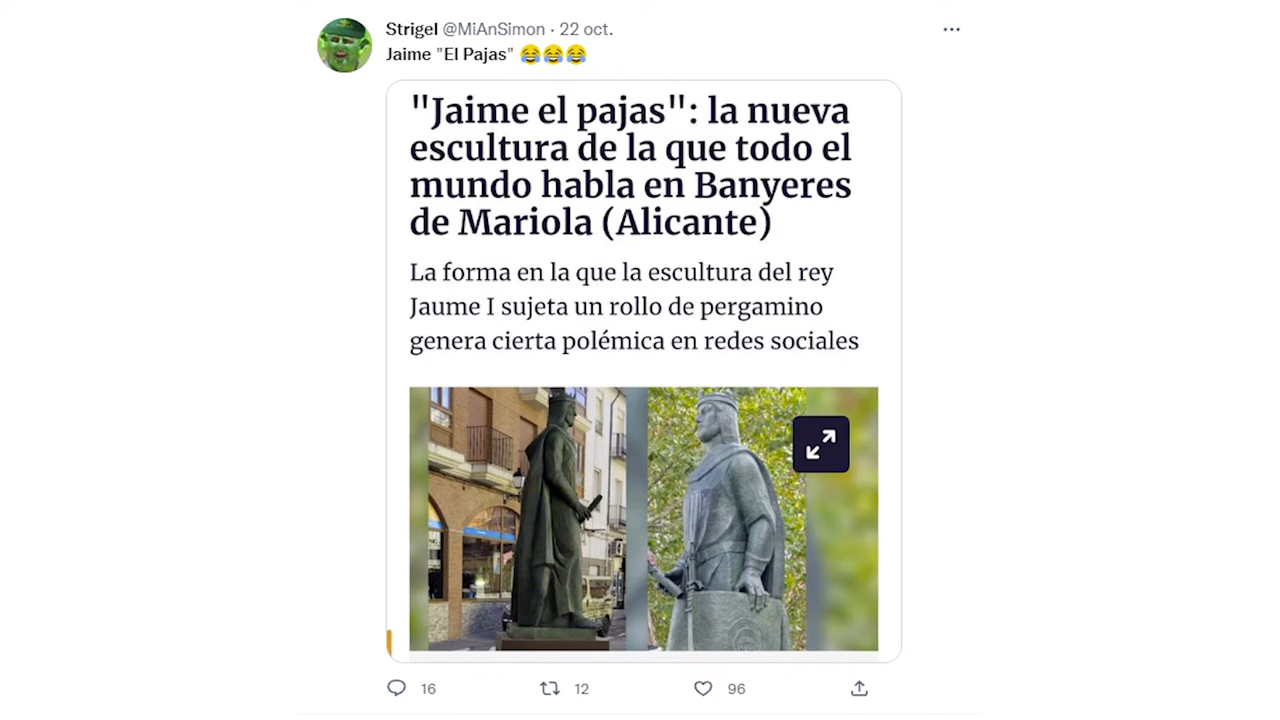 Strigel @MiAnSimon · 22 oct.
Jaime "El Pajas" 😂😂😂
"Jaime el pajas": la nueva
escultura de la que todo el
mundo habla en Banyeres
de Mariola (Alicante)
La forma en la que la escultura del rey
Jaume I sujeta un rollo de pergamino
genera cierta polémica en redes sociales
16
12
96